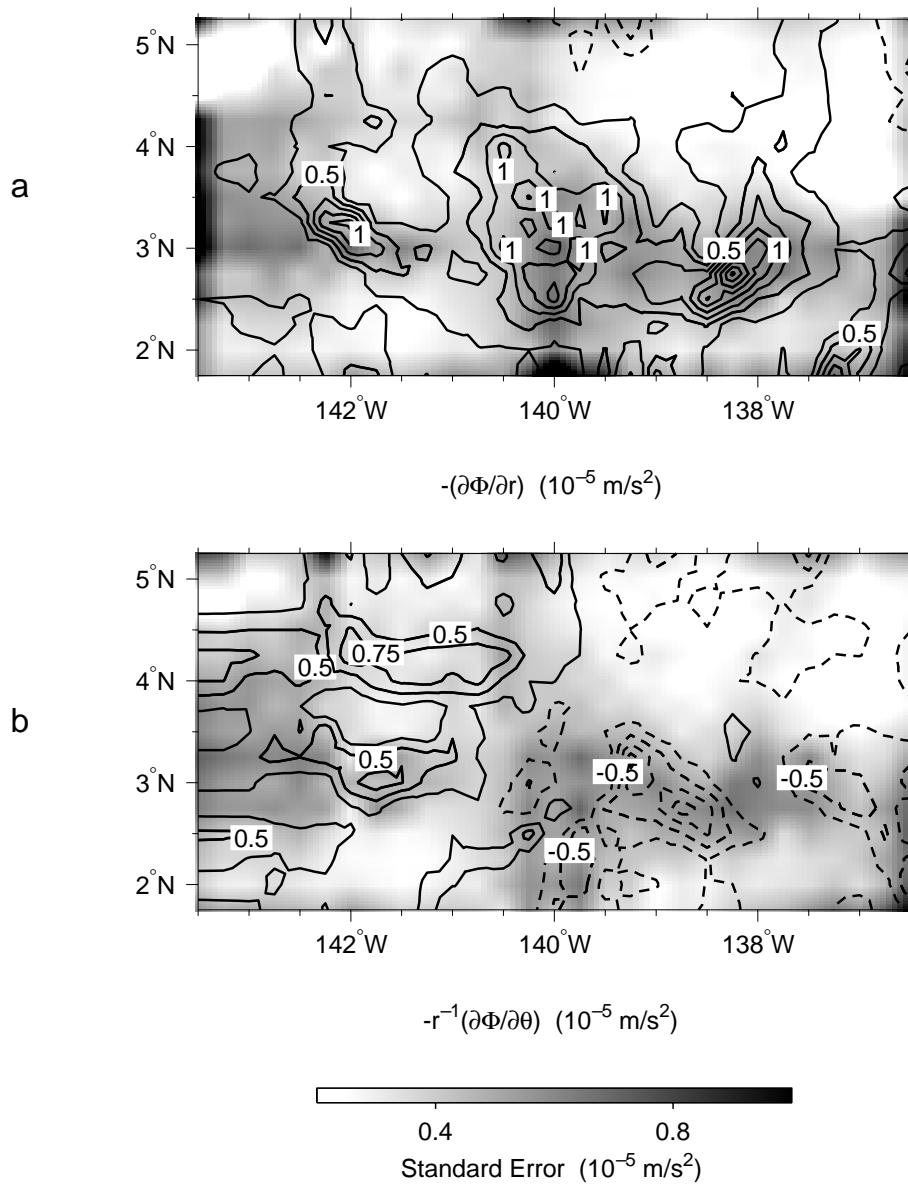 a
5°N
4°N
3°N
2°N
0.5
1
1
1
1
1
1
1
0.5
1
0.5
142°W
140°W
138°W
-(∂Φ/∂r) (10⁻⁵ m/s²)
b
5°N
4°N
3°N
2°N
0.5
0.75
0.5
0.5
-0.5
-0.5
0.5
-0.5
142°W
140°W
138°W
-r⁻¹(∂Φ/∂θ) (10⁻⁵ m/s²)
0.4
0.8
Standard Error (10⁻⁵ m/s²)